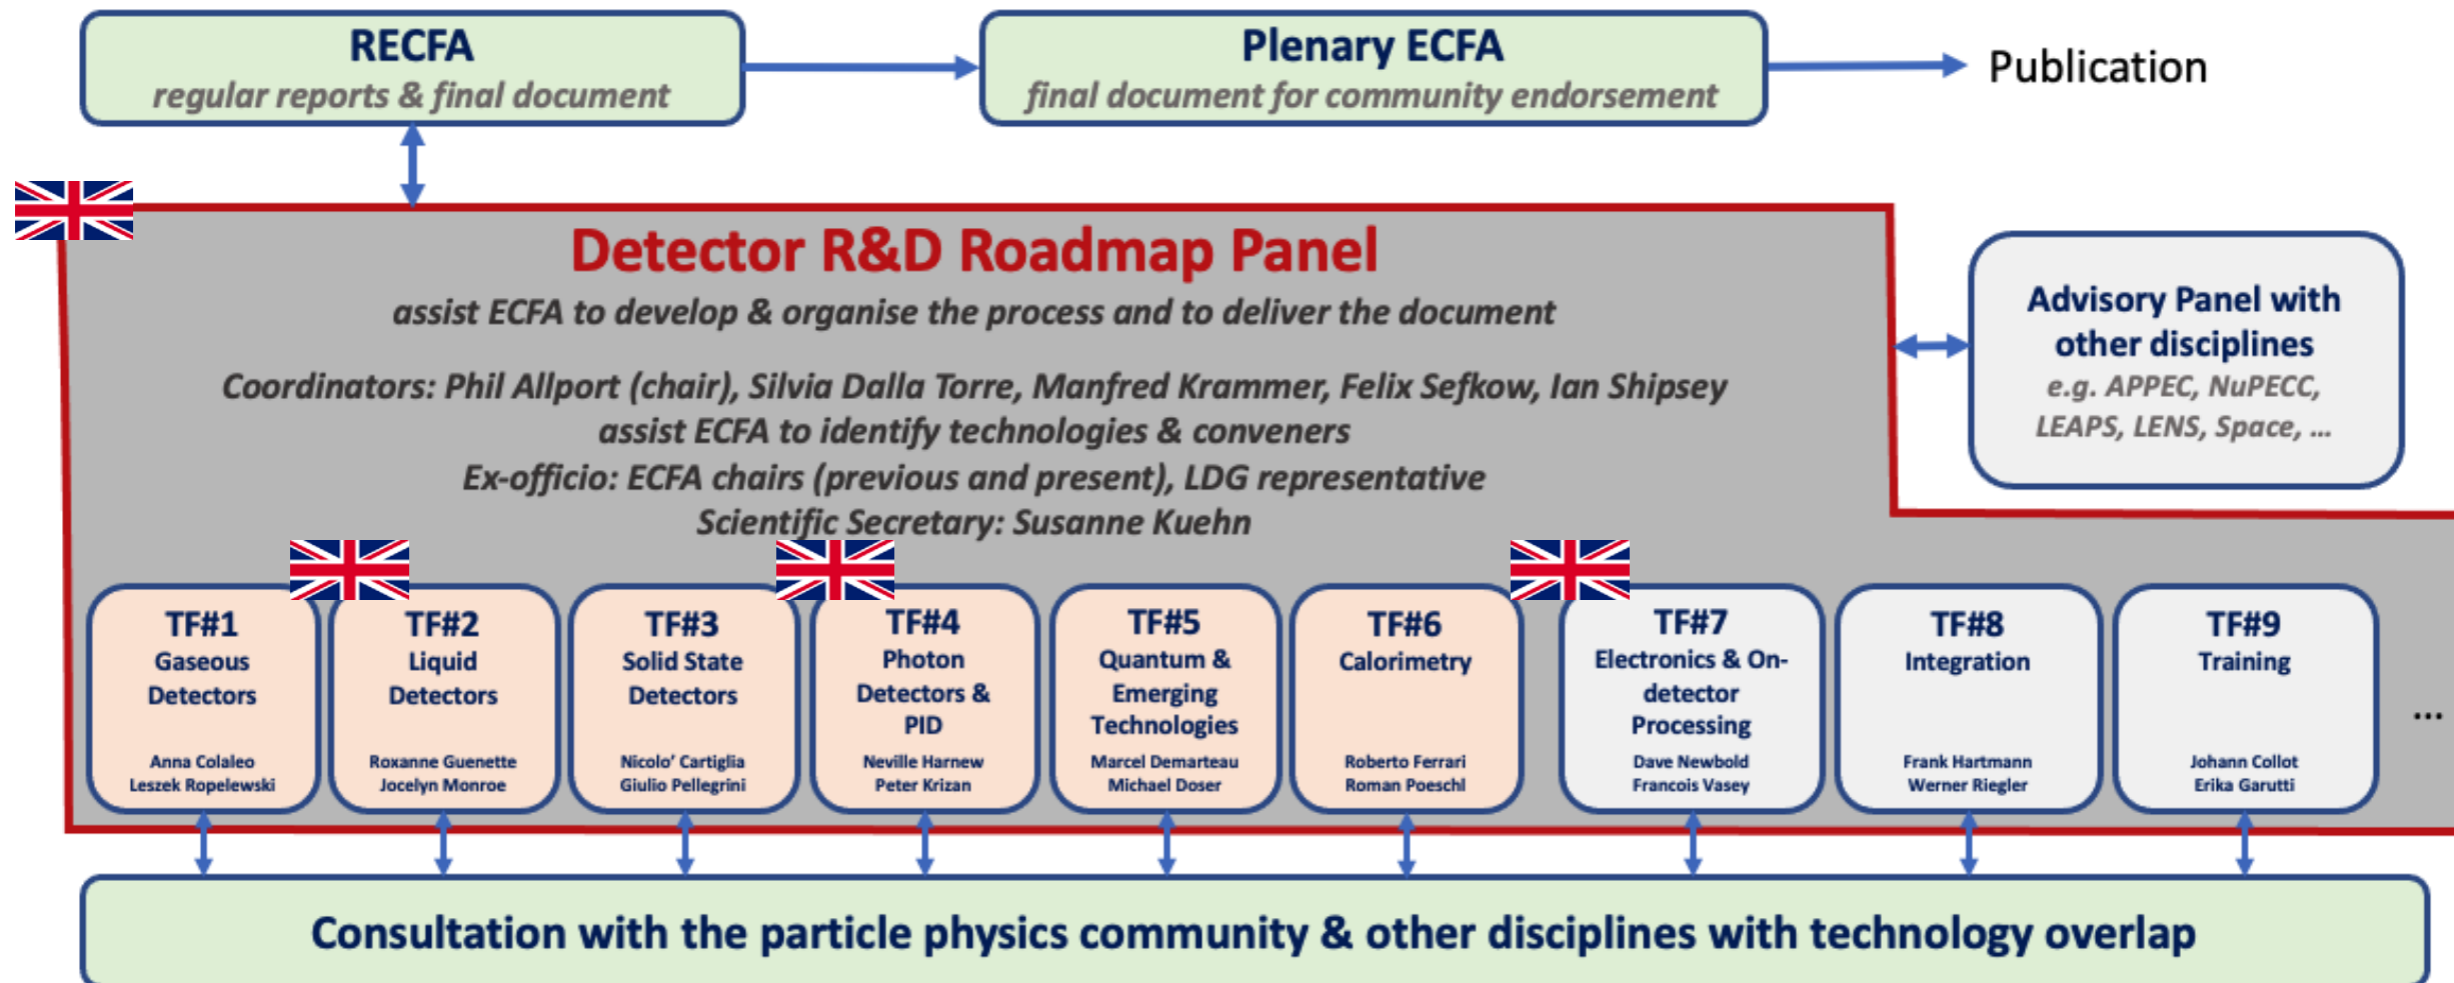 RECFA
regular reports & final document
Plenary ECFA
final document for community endorsement
Publication
Detector R&D Roadmap Panel
assist ECFA to develop & organise the process and to deliver the document
Coordinators: Phil Allport (chair), Silvia Dalla Torre, Manfred Krammer, Felix Sefkow, Ian Shipsey
assist ECFA to identify technologies & conveners
Ex-officio: ECFA chairs (previous and present), LDG representative
Scientific Secretary: Susanne Kuehn
Advisory Panel with
other disciplines
e.g. APPEC, NuPECC,
LEAPS, LENS, Space, ...
TF#1
Gaseous
Detectors
Anna Colaleo
Leszek Ropelewski
TF#2
Liquid
Detectors
Roxanne Guenette
Jocelyn Monroe
TF#3
Solid State
Detectors
Nicolo' Cartiglia
Giulio Pellegrini
TF#4
Photon
Detectors &
PID
Neville Harnew
Peter Krizan
TF#5
Quantum &
Emerging
Technologies
Marcel Demarteau
Michael Doser
TF#6
Calorimetry
Roberto Ferrari
Roman Poeschl
TF#7
Electronics & On-
detector
Processing
Dave Newbold
Francois Vasey
TF#8
Integration
Frank Hartmann
Werner Riegler
TF#9
Training
Johann Collot
Erika Garutti
...
Consultation with the particle physics community & other disciplines with technology overlap